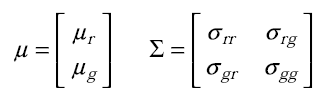 μ = [ μ_r ; μ_g ]   Σ = [ σ_rr  σ_rg ; σ_gr  σ_gg ]